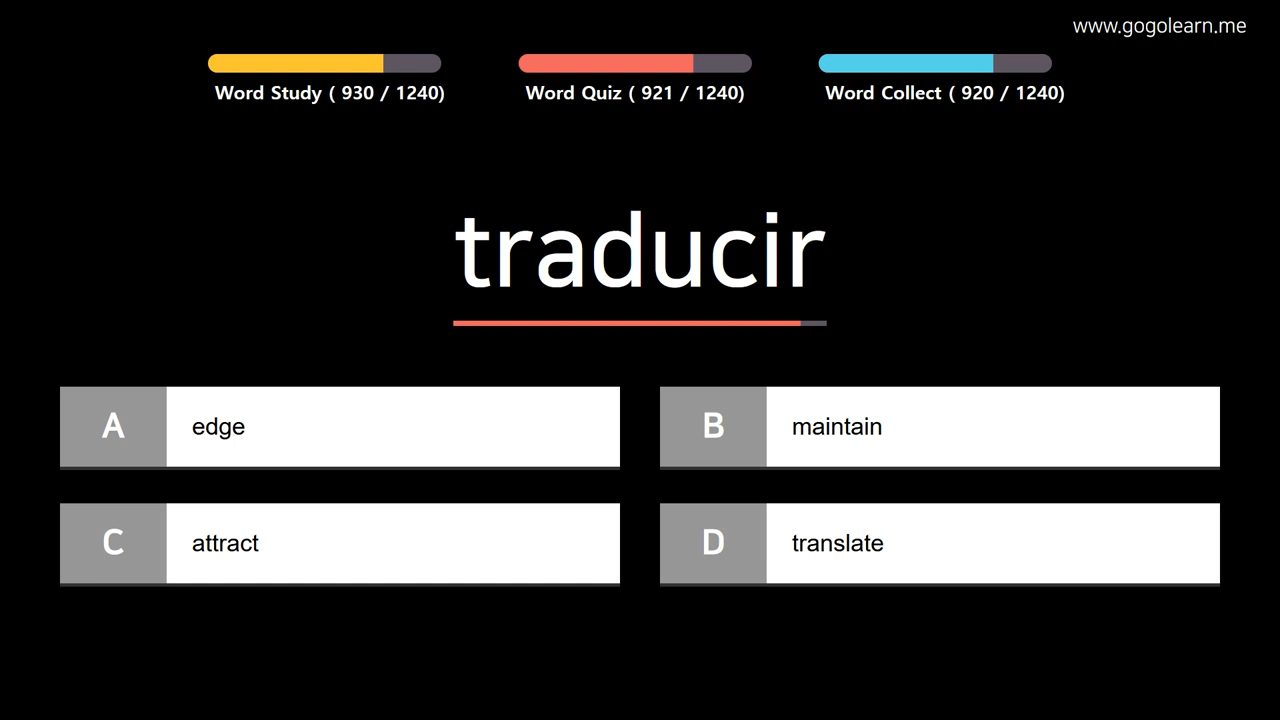 www.gogolearn.me
Word Study ( 930 / 1240)
Word Quiz ( 921 / 1240)
Word Collect ( 920 / 1240)
traducir
A edge
B maintain
C attract
D translate